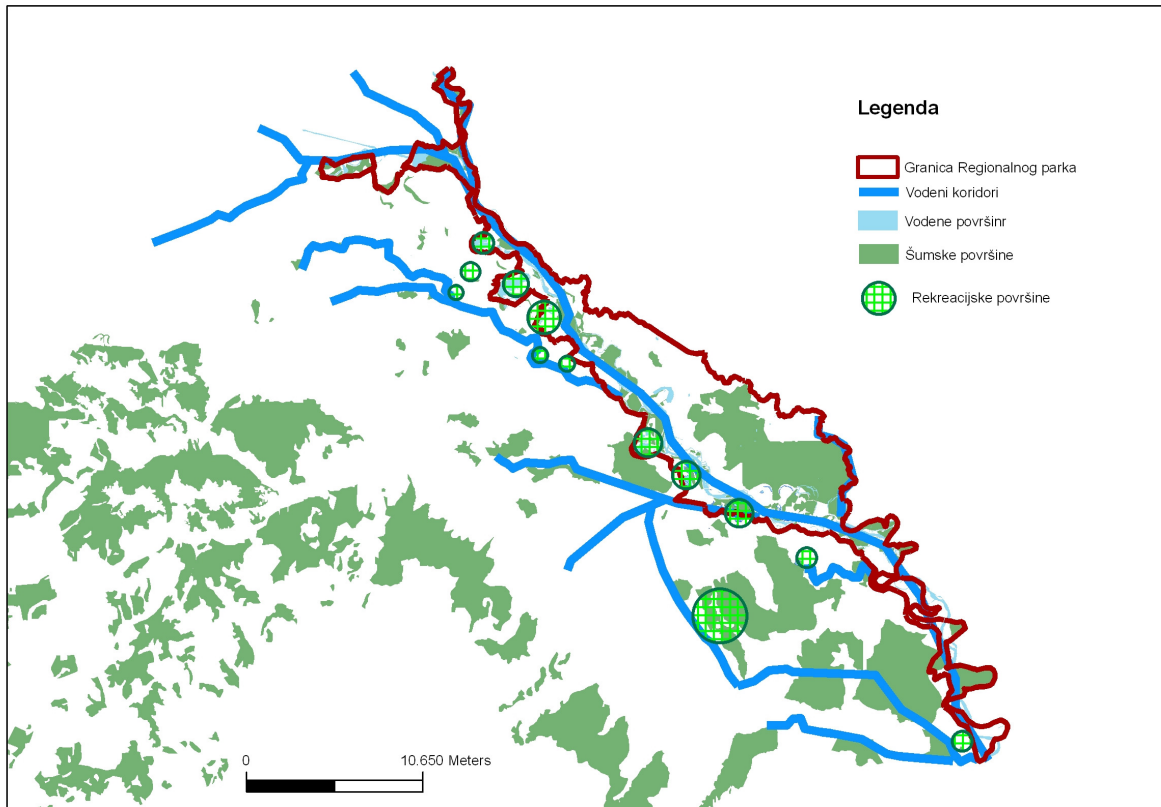 Legenda
Granica Regionalnog parka
Vodeni koridori
Vodene površinr
Šumske površine
Rekreacijske površine
0 10.650 Meters